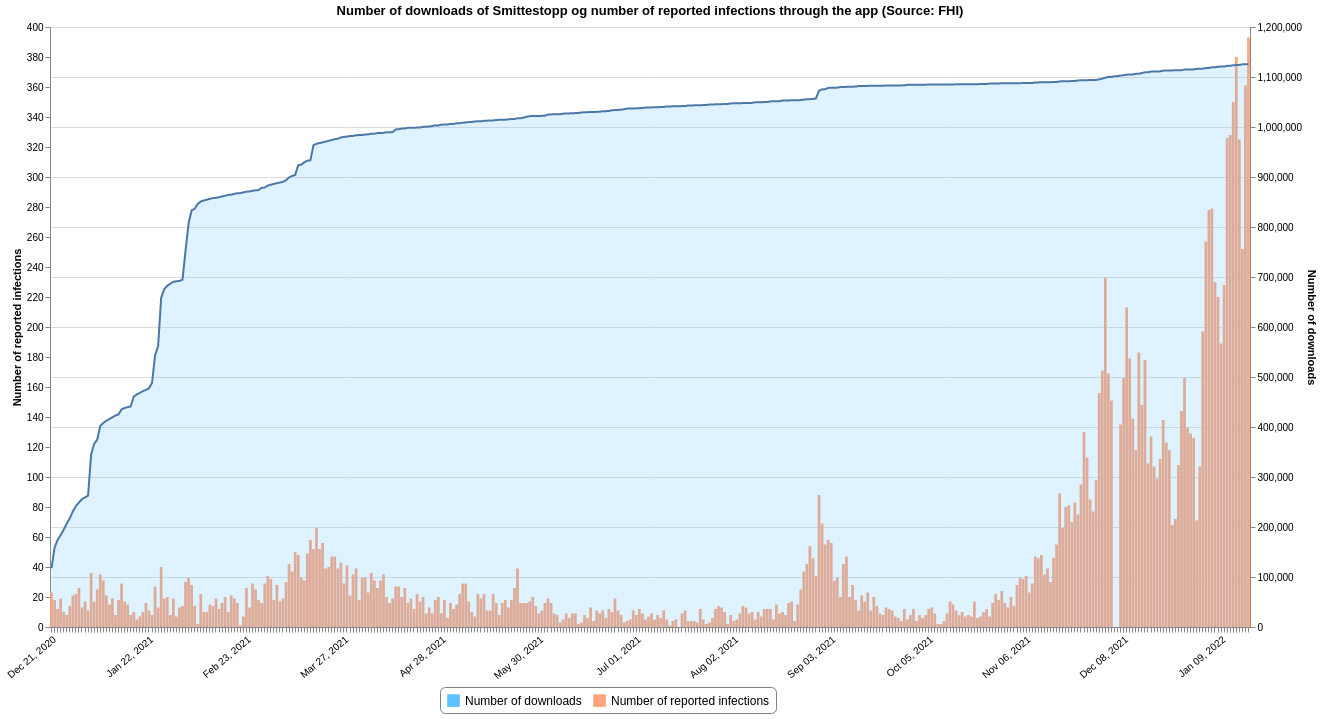 Number of downloads of Smittestopp og number of reported infections through the app (Source: FHI)
Number of reported infections
400
380
360
340
320
300
280
260
240
220
200
180
160
140
120
100
80
60
40
20
0
1,200,000
1,100,000
1,000,000
900,000
800,000
700,000
600,000
500,000
400,000
300,000
200,000
100,000
0
Number of downloads
Dec 21, 2020
Jan 22, 2021
Feb 23, 2021
Mar 27, 2021
Apr 28, 2021
May 30, 2021
Jul 01, 2021
Aug 02, 2021
Sep 03, 2021
Oct 05, 2021
Nov 06, 2021
Dec 08, 2021
Jan 09, 2022
Number of downloads
Number of reported infections